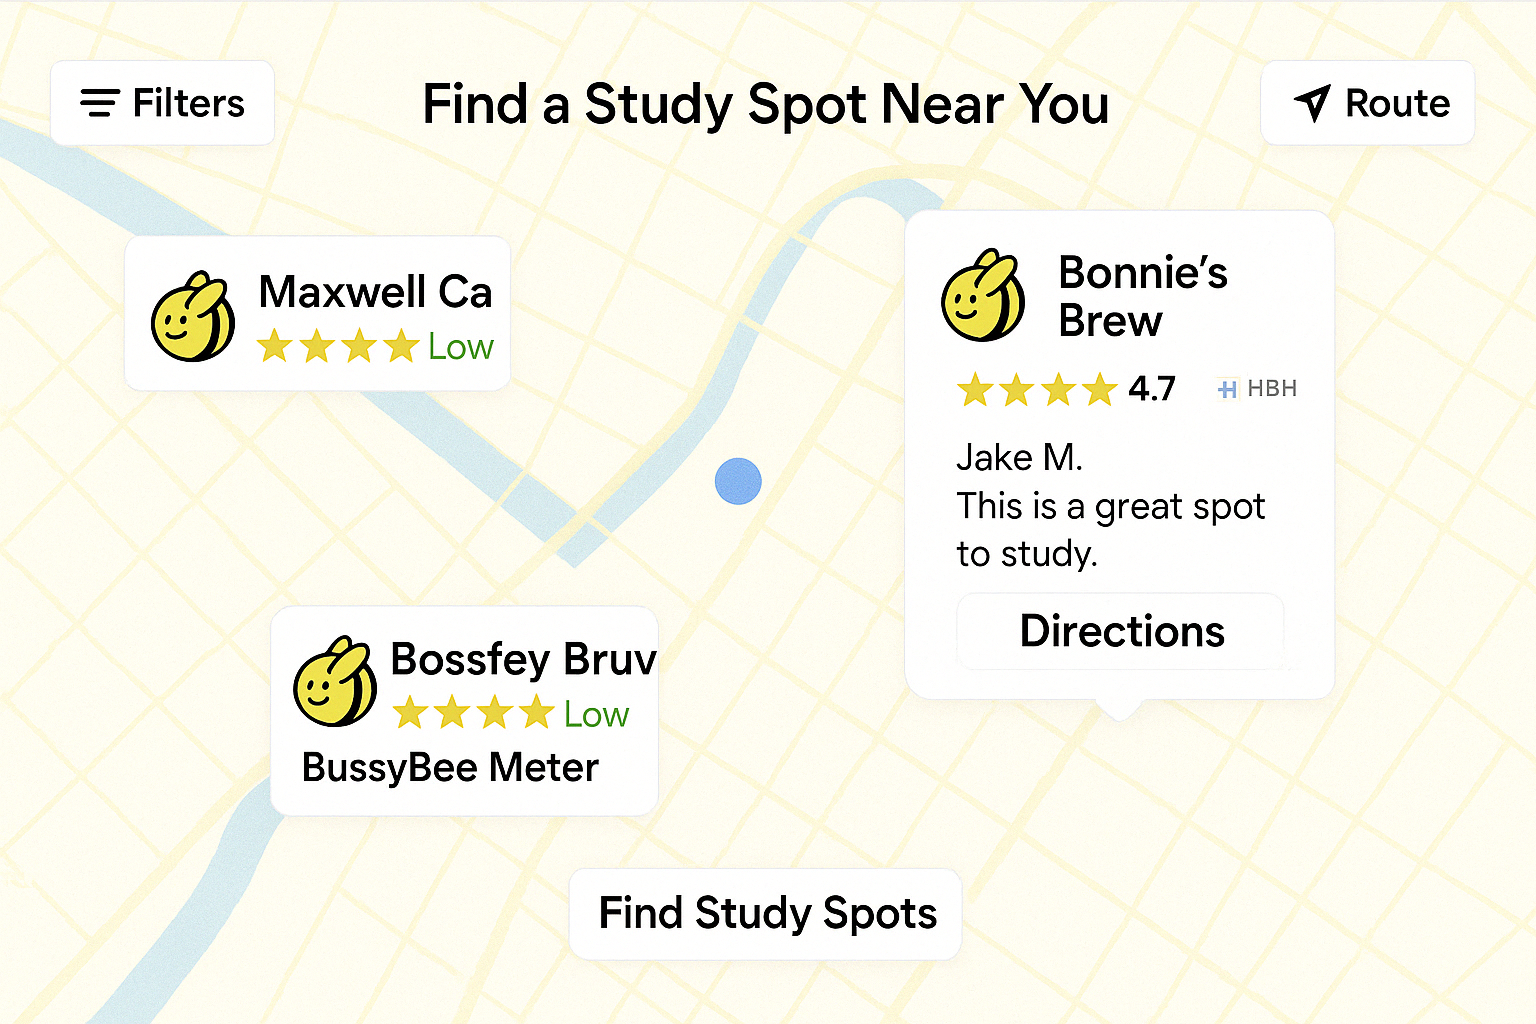 Filters
Find a Study Spot Near You
Route
Maxwell Ca
Low
Bonnie’s
Brew
4.7
HBH
Jake M.
This is a great spot
to study.
Directions
Bossfey Bruv
Low
BussyBee Meter
Find Study Spots